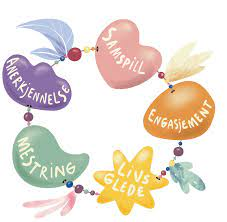 ANERKJENNELSE
SAMSPILL
ENGASJEMENT
LIVS
GLEDE
MESTRING